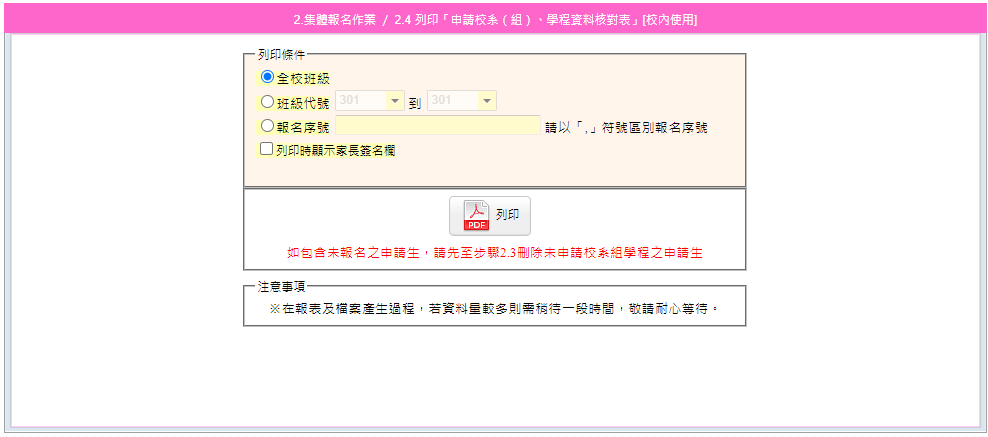 2.集體報名作業 / 2.4 列印「申請校系（組）、學程資料核對表」[校內使用]
列印條件
全校班級
班級代號 301 到 301
報名序號 請以「,」符號區別報名序號
列印時顯示家長簽名欄
PDF 列印
如包含未報名之申請生，請先至步驟2.3刪除未申請校系組學程之申請生
注意事項
※在報表及檔案產生過程，若資料量較多則需稍待一段時間，敬請耐心等待。